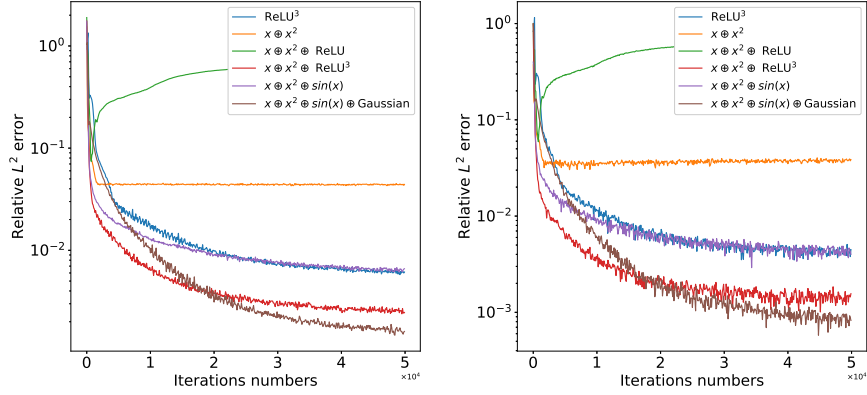 ReLU³
x ⊕ x²
x ⊕ x² ⊕ ReLU
x ⊕ x² ⊕ ReLU³
x ⊕ x² ⊕ sin(x)
x ⊕ x² ⊕ sin(x) ⊕ Gaussian
10⁰
10⁻¹
10⁻²
Relative L² error
0
1
2
3
4
5
×10⁴
Iterations numbers
ReLU³
x ⊕ x²
x ⊕ x² ⊕ ReLU
x ⊕ x² ⊕ ReLU³
x ⊕ x² ⊕ sin(x)
x ⊕ x² ⊕ sin(x) ⊕ Gaussian
10⁰
10⁻¹
10⁻²
10⁻³
Relative L² error
0
1
2
3
4
5
×10⁴
Iterations numbers